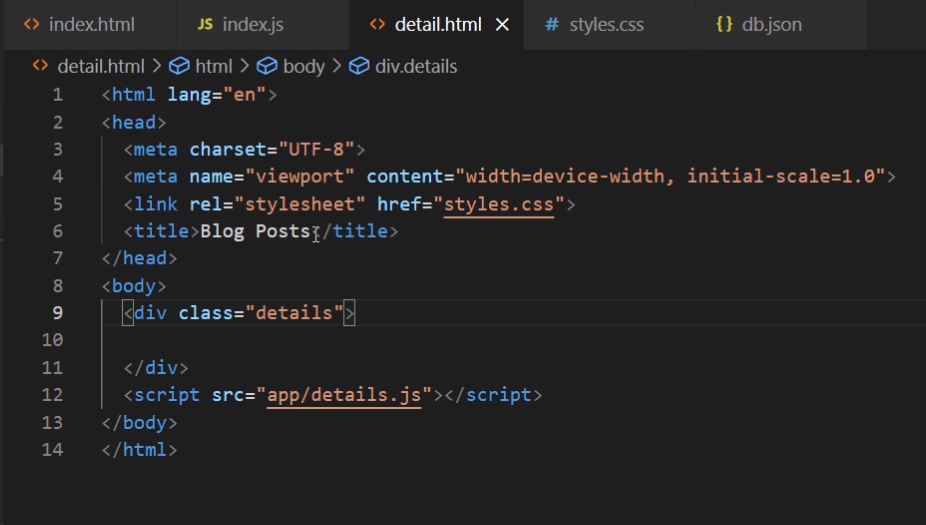 <> index.html JS index.js <> detail.html × # styles.css {} db.json
<> detail.html > html > body > div.details
1 <html lang="en">
2 <head>
3 <meta charset="UTF-8">
4 <meta name="viewport" content="width=device-width, initial-scale=1.0">
5 <link rel="stylesheet" href="styles.css">
6 <title>Blog Posts</title>
7 </head>
8 <body>
9 <div class="details">
10
11 </div>
12 <script src="app/details.js"></script>
13 </body>
14 </html>